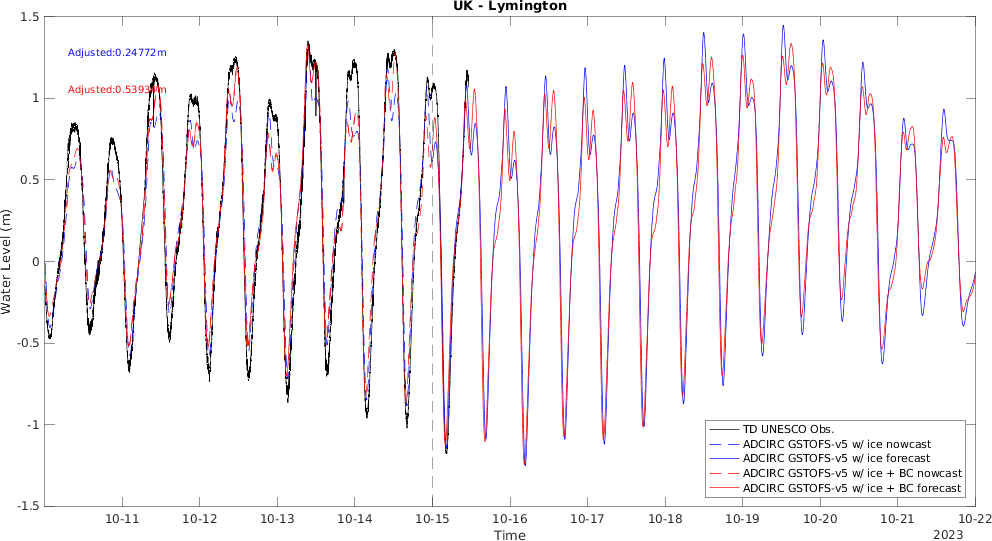 UK - Lymington
1.5
1
0.5
0
-0.5
-1
-1.5
Water Level (m)
Adjusted:0.24772m
TD UNESCO Obs.
ADCIRC GSTOFS-v5 w/ ice nowcast
ADCIRC GSTOFS-v5 w/ ice forecast
ADCIRC GSTOFS-v5 w/ ice + BC nowcast
ADCIRC GSTOFS-v5 w/ ice + BC forecast
10-11 10-12 10-13 10-14 10-15 10-16 10-17 10-18 10-19 10-20 10-21 10-22
Time
2023